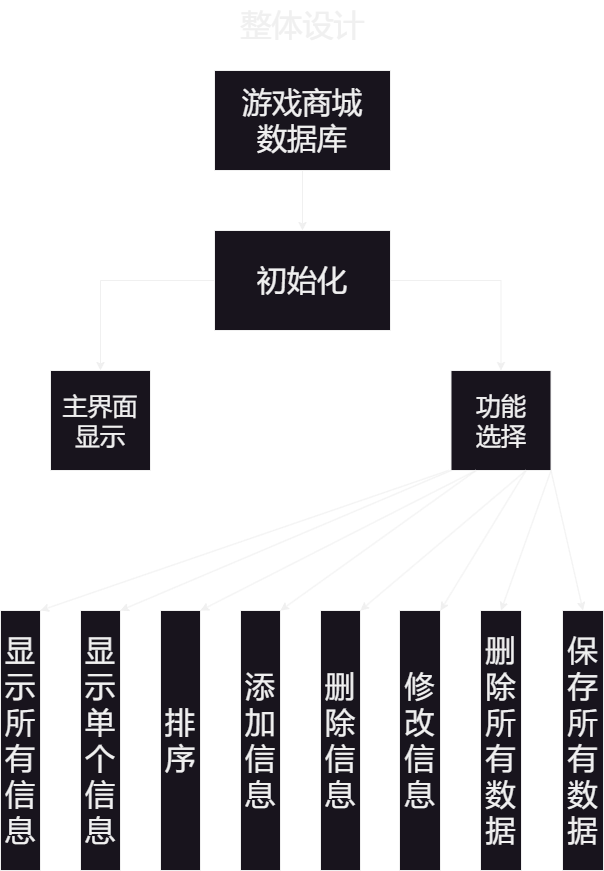 整体设计
游戏商城
数据库
初始化
主界面
显示
功能
选择
显示所有信息
显示单个信息
排序
添加信息
删除信息
修改信息
删除所有数据
保存所有数据